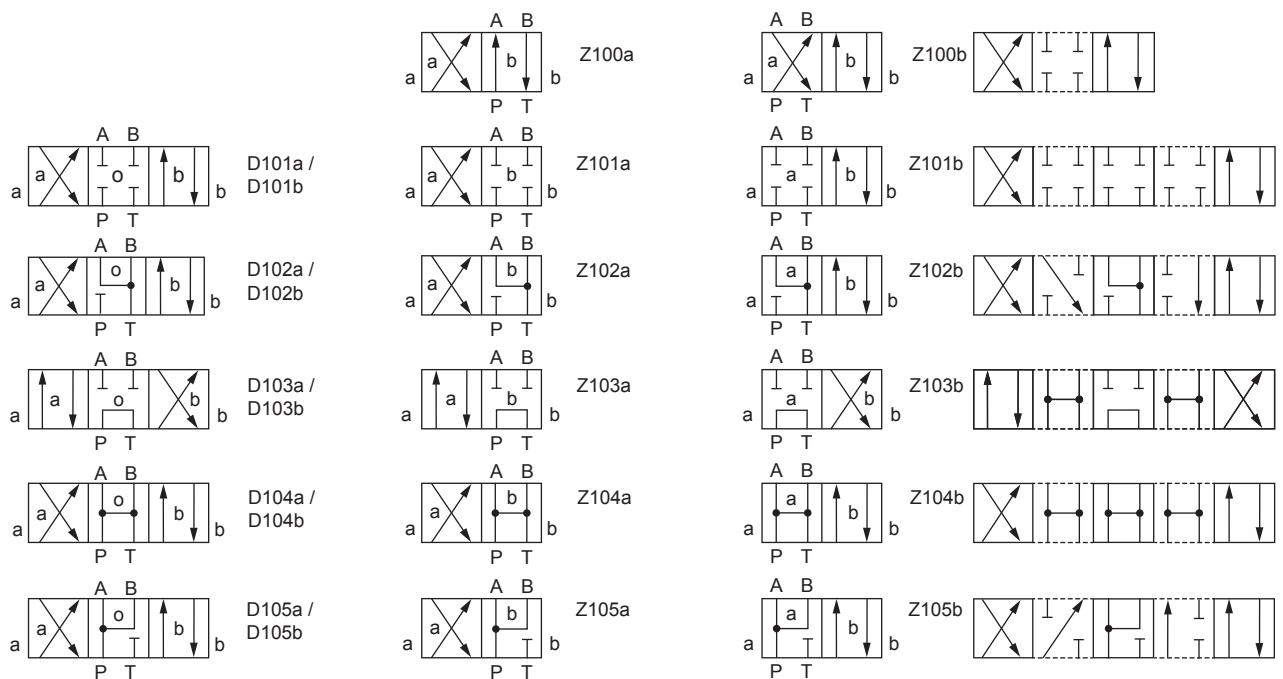 A B A B
a a b b Z100a a b b Z100b
P T P T
A B A B A B
a a o b b D101a / a a b b Z101a a b b Z101b
D101b
P T P T P T
A B A B A B
a a o b b D102a / a a b b Z102a a b b Z102b
D102b
P T P T P T
A B A B A B
a a o b b D103a / a a b b Z103a a a b b Z103b
D103b
P T P T P T
A B A B A B
a a o b b D104a / a a b b Z104a a b b Z104b
D104b
P T P T P T
A B A B A B
a a o b b D105a / a a b b Z105a a b b Z105b
D105b
P T P T P T